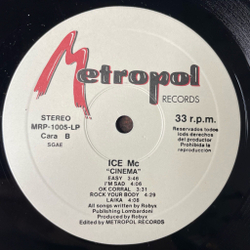 Metropol
RECORDS
STEREO
MRP-1005-LP
Cara B
SGAE
33 r.p.m.
Reservados todos
los derechos
del productor
Prohibida la
reproducción
ICE Mc
"CINEMA"
EASY 3:46
I'M SAD 4:06
OK CORRAL 3:31
ROCK YOUR BODY 4:29
LAIKA 4:08
All songs written by Robyx
Publishing Lombardoni
Produced by Robyx
Edited by METROPOL RECORDS